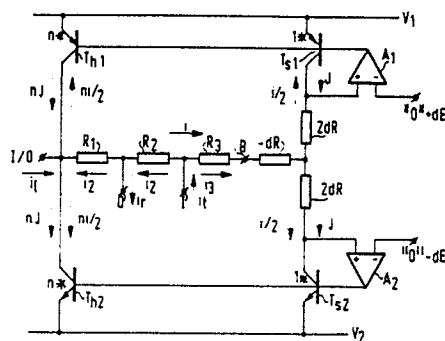 V1
n*
1*
A1
Th1
Ts1
J
"0"+dE
nJ
ni/2
i/2
2dR
I/O
R1
R2
i
R3
B
-dR
iℓ
i2
ir
i2
it
i3
2dR
nJ
ni/2
i/2
J
"0"-dE
n*
1*
A2
Th2
Ts2
V2